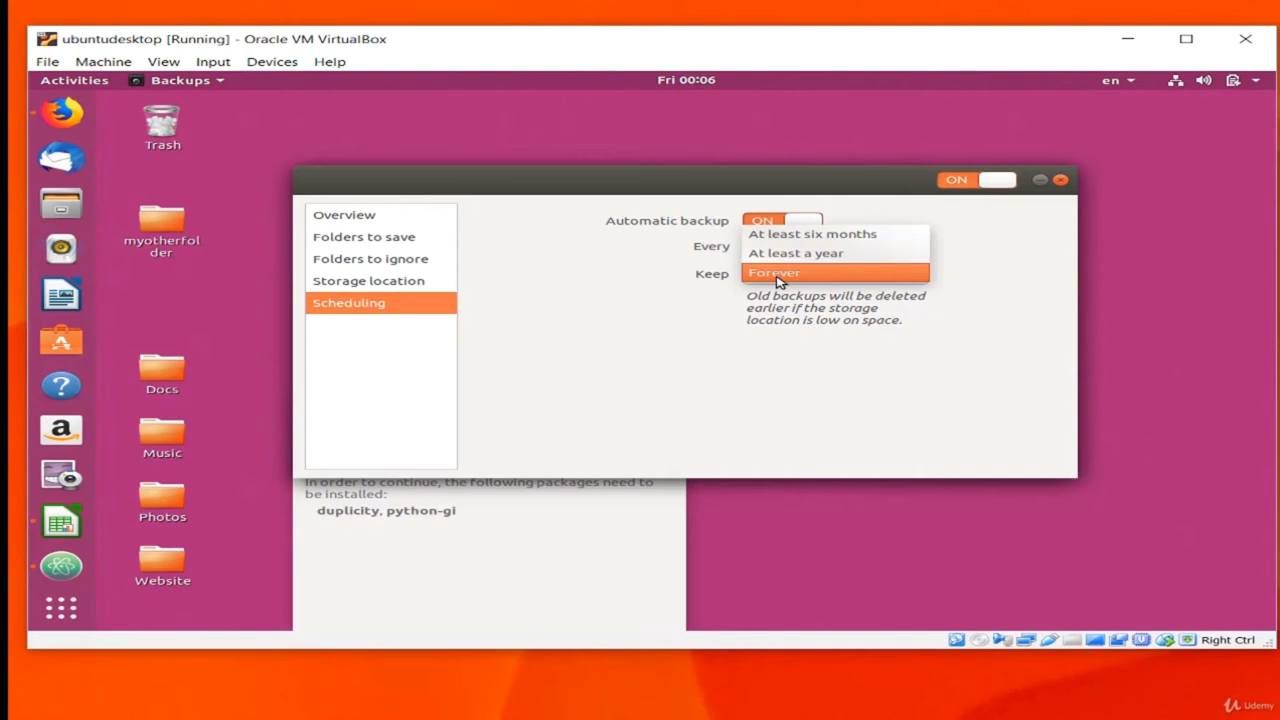 ubuntudesktop [Running] - Oracle VM VirtualBox
File Machine View Input Devices Help
Activities Backups Fri 00:06 en
Trash
myotherfol
der
Docs
Music
Photos
Website
ON
Overview
Folders to save
Folders to ignore
Storage location
Scheduling
Automatic backup ON
Every
Keep
At least six months
At least a year
Forever
Old backups will be deleted
earlier if the storage
location is low on space.
In order to continue, the following packages need to
be installed:
duplicity, python-gi
Right Ctrl
Udemy